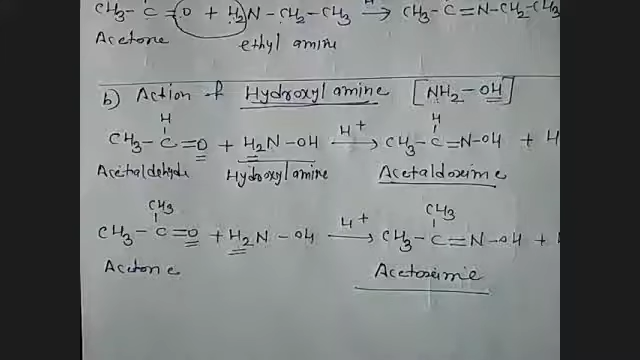 CH3 - C = O + H2N - CH2 - CH3 → CH3 - C = N - CH2 - CH3
Acetone ethyl amine
b) Action of Hydroxylamine [NH2 - OH]
H H
CH3 - C = O + H2N - OH H+ → CH3 - C = N - OH + H
Acetaldehyde Hydroxylamine Acetaldoxime
CH3 CH3
CH3 - C = O + H2N - OH H+ → CH3 - C = N - OH +
Acetone Acetoxime